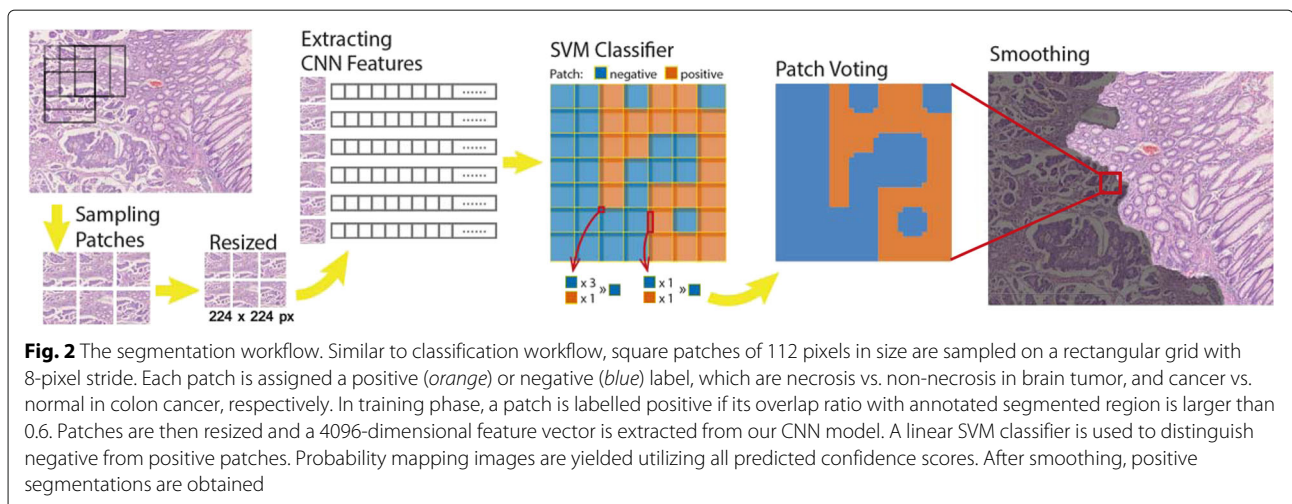 Extracting
CNN Features
SVM Classifier
Patch: negative positive
Patch Voting
Smoothing
Sampling
Patches
Resized
224 x 224 px
......
......
......
......
......
......
x 3 »
x 1
x 1 »
x 1
Fig. 2 The segmentation workflow. Similar to classification workflow, square patches of 112 pixels in size are sampled on a rectangular grid with
8-pixel stride. Each patch is assigned a positive (orange) or negative (blue) label, which are necrosis vs. non-necrosis in brain tumor, and cancer vs.
normal in colon cancer, respectively. In training phase, a patch is labelled positive if its overlap ratio with annotated segmented region is larger than
0.6. Patches are then resized and a 4096-dimensional feature vector is extracted from our CNN model. A linear SVM classifier is used to distinguish
negative from positive patches. Probability mapping images are yielded utilizing all predicted confidence scores. After smoothing, positive
segmentations are obtained